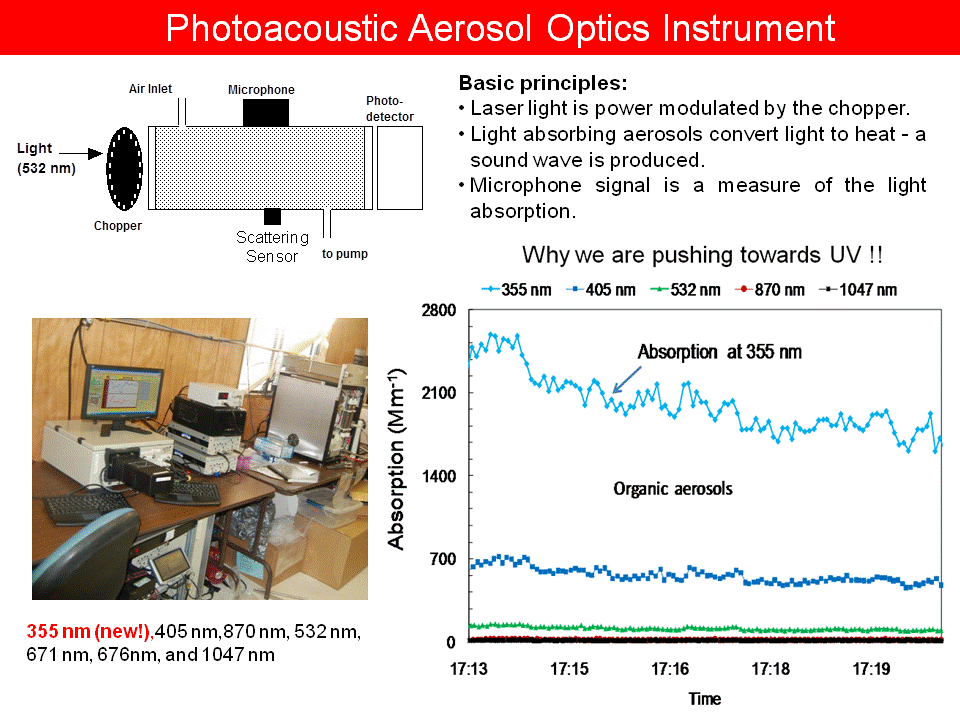 Photoacoustic Aerosol Optics Instrument
Air Inlet
Microphone
Photo-
detector
Light
(532 nm)
Chopper
Scattering
Sensor
to pump
Basic principles:
• Laser light is power modulated by the chopper.
• Light absorbing aerosols convert light to heat - a
sound wave is produced.
• Microphone signal is a measure of the light
absorption.
Why we are pushing towards UV !!
355 nm 405 nm 532 nm 870 nm 1047 nm
2800
2100
1400
700
0
Absorption (Mm-1)
Absorption at 355 nm
Organic aerosols
17:13 17:15 17:16 17:18 17:19
Time
355 nm (new!),405 nm,870 nm, 532 nm,
671 nm, 676nm, and 1047 nm